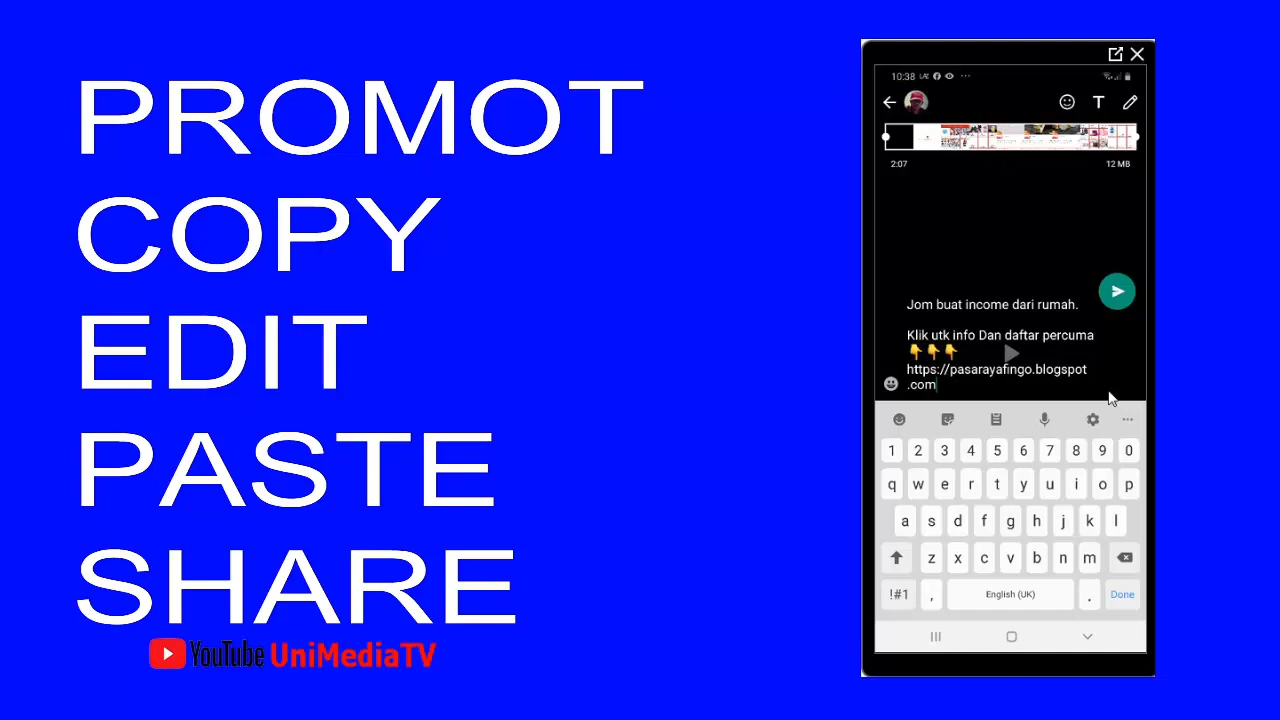 PROMOT
COPY
EDIT
PASTE
SHARE
YouTube UniMediaTV
10:38
2:07 12 MB
Jom buat income dari rumah.
Klik utk info Dan daftar percuma
👇👇👇
https://pasarayafingo.blogspot
.com
1 2 3 4 5 6 7 8 9 0
q w e r t y u i o p
a s d f g h j k l
z x c v b n m
!#1 , English (UK) . Done